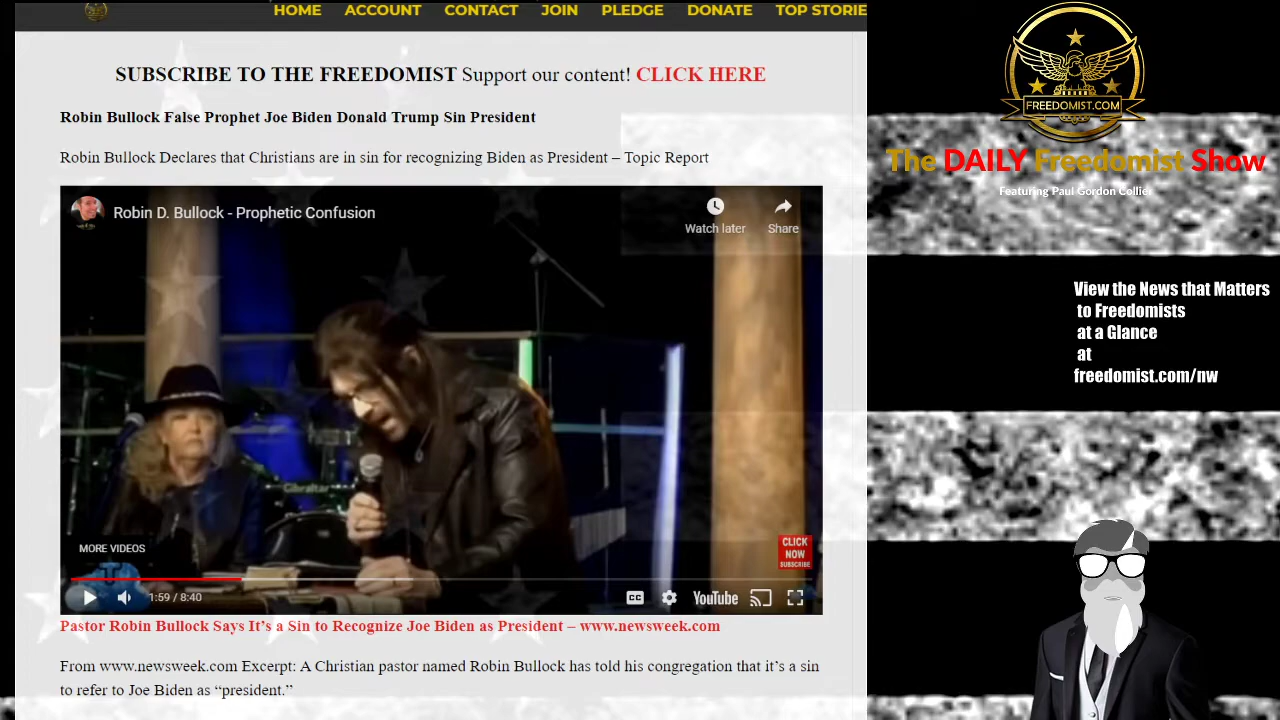 HOME ACCOUNT CONTACT JOIN PLEDGE DONATE TOP STORIE
SUBSCRIBE TO THE FREEDOMIST Support our content! CLICK HERE
Robin Bullock False Prophet Joe Biden Donald Trump Sin President
Robin Bullock Declares that Christians are in sin for recognizing Biden as President – Topic Report
Robin D. Bullock - Prophetic Confusion
Watch later
Share
Gibraltar
MORE VIDEOS
CLICK
NOW
SUBSCRIBE
1:59 / 8:40
CC
YouTube
Pastor Robin Bullock Says It’s a Sin to Recognize Joe Biden as President – www.newsweek.com
From www.newsweek.com Excerpt: A Christian pastor named Robin Bullock has told his congregation that it’s a sin
to refer to Joe Biden as “president.”
FREEDOMIST.COM
The DAILY Freedomist Show
Featuring Paul Gordon Collier
View the News that Matters
to Freedomists
at a Glance
at
freedomist.com/nw